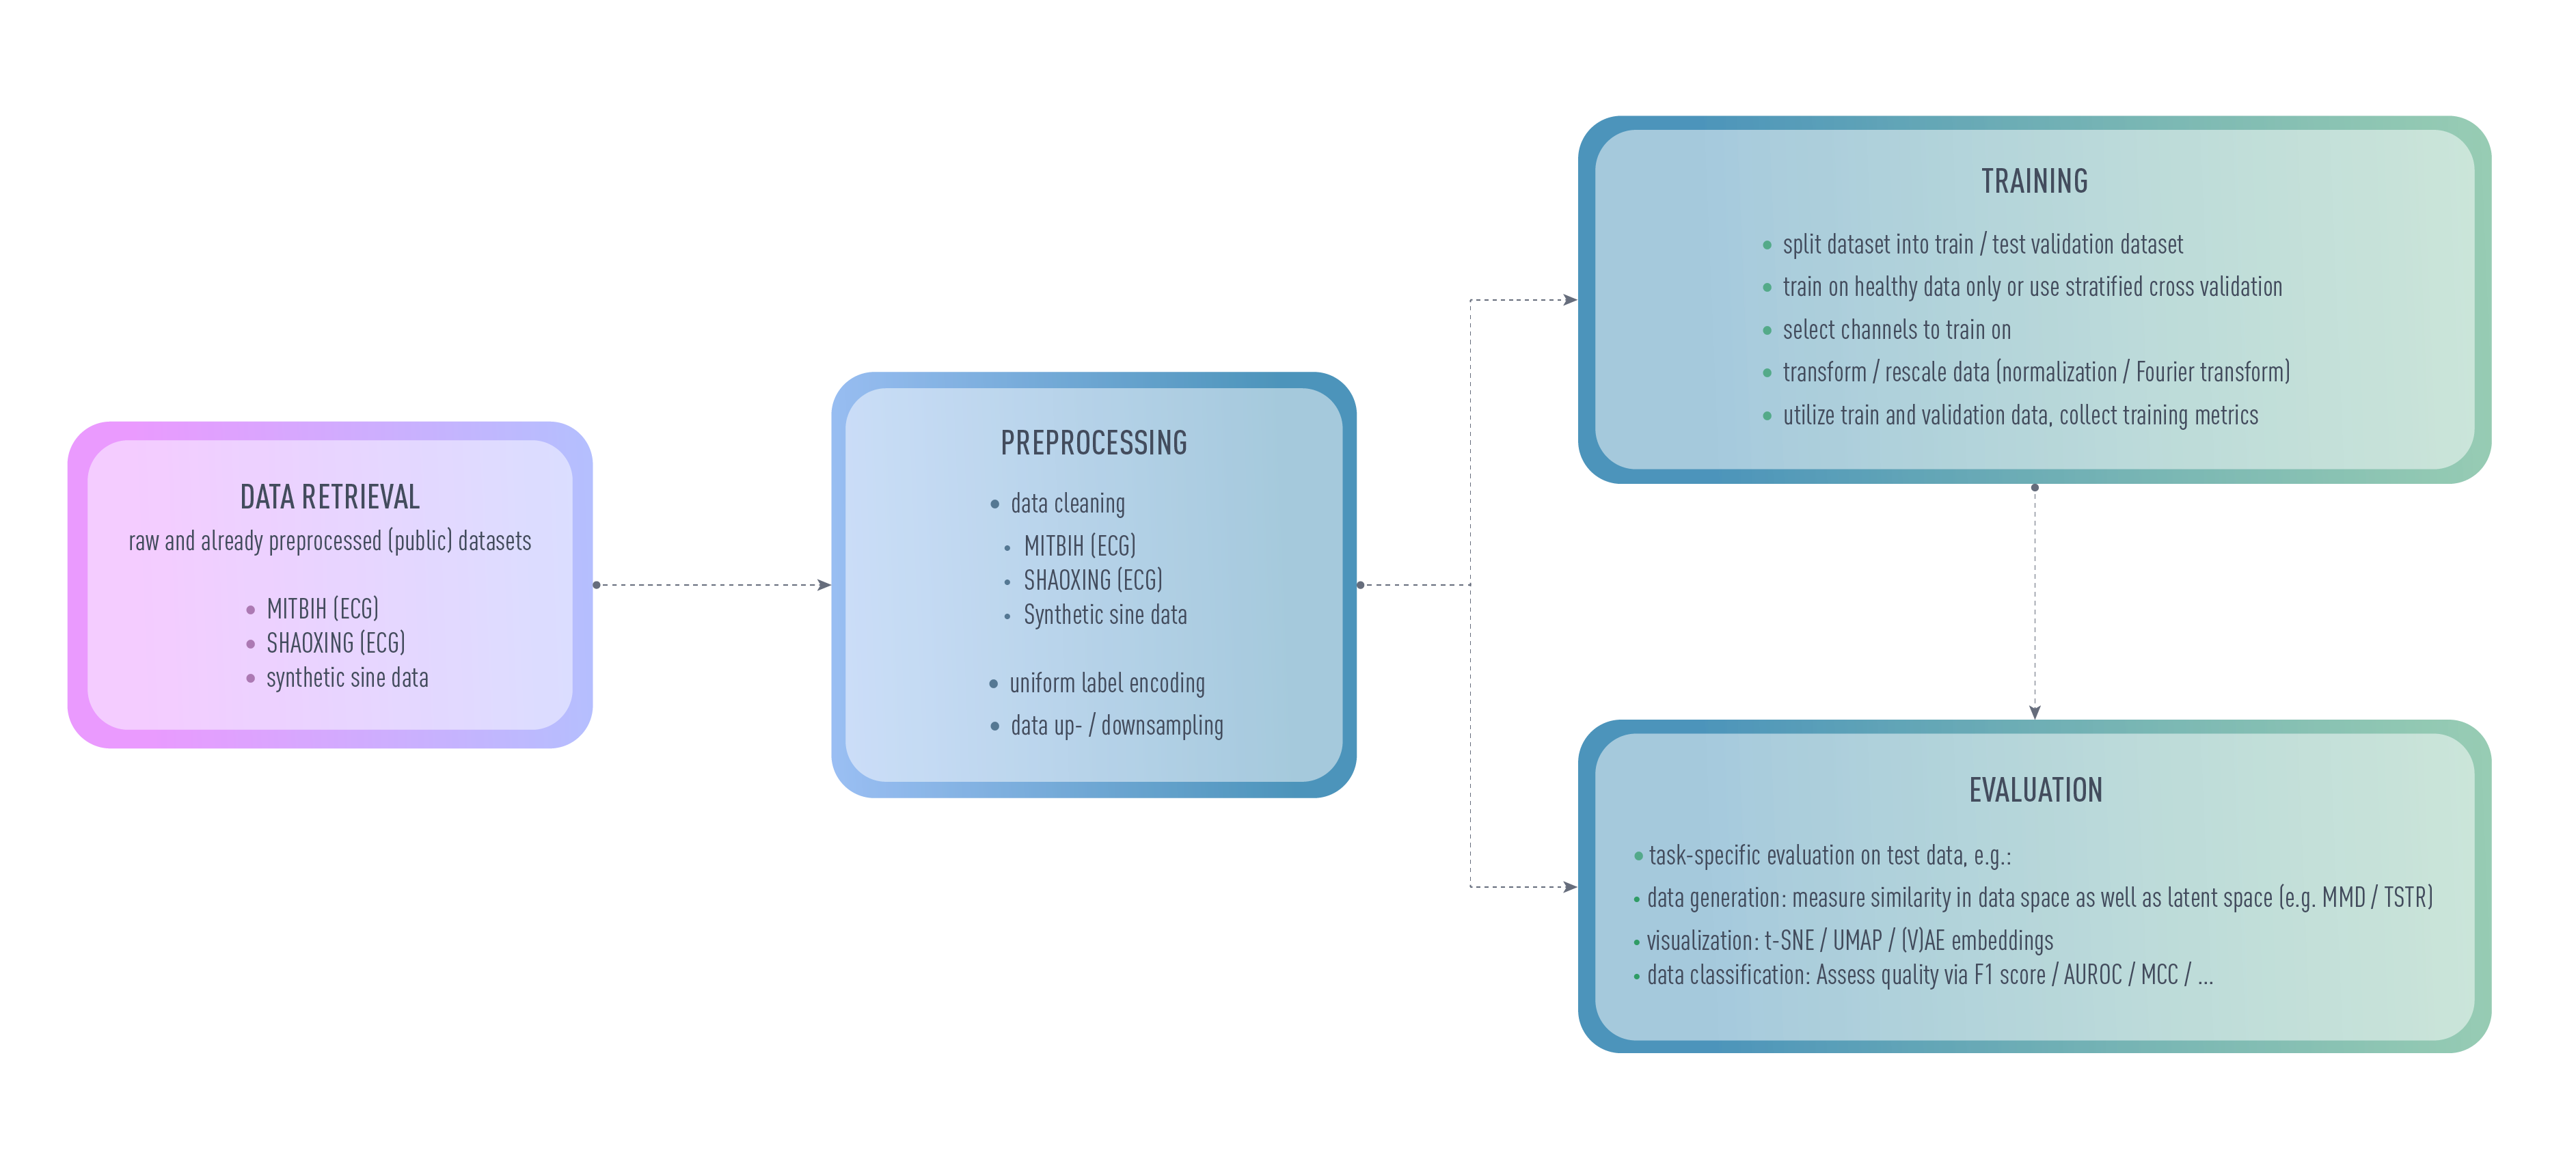 DATA RETRIEVAL
raw and already preprocessed (public) datasets
• MITBIH (ECG)
• SHAOXING (ECG)
• synthetic sine data
PREPROCESSING
• data cleaning
• MITBIH (ECG)
• SHAOXING (ECG)
• Synthetic sine data
• uniform label encoding
• data up- / downsampling
TRAINING
• split dataset into train / test validation dataset
• train on healthy data only or use stratified cross validation
• select channels to train on
• transform / rescale data (normalization / Fourier transform)
• utilize train and validation data, collect training metrics
EVALUATION
• task-specific evaluation on test data, e.g.:
• data generation: measure similarity in data space as well as latent space (e.g. MMD / TSTR)
• visualization: t-SNE / UMAP / (V)AE embeddings
• data classification: Assess quality via F1 score / AUROC / MCC / ...